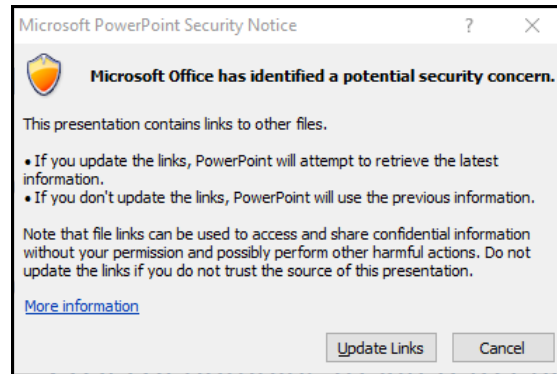 Microsoft PowerPoint Security Notice ?
Microsoft Office has identified a potential security concern.
This presentation contains links to other files.
• If you update the links, PowerPoint will attempt to retrieve the latest
information.
• If you don't update the links, PowerPoint will use the previous information.
Note that file links can be used to access and share confidential information
without your permission and possibly perform other harmful actions. Do not
update the links if you do not trust the source of this presentation.
More information
Update Links Cancel